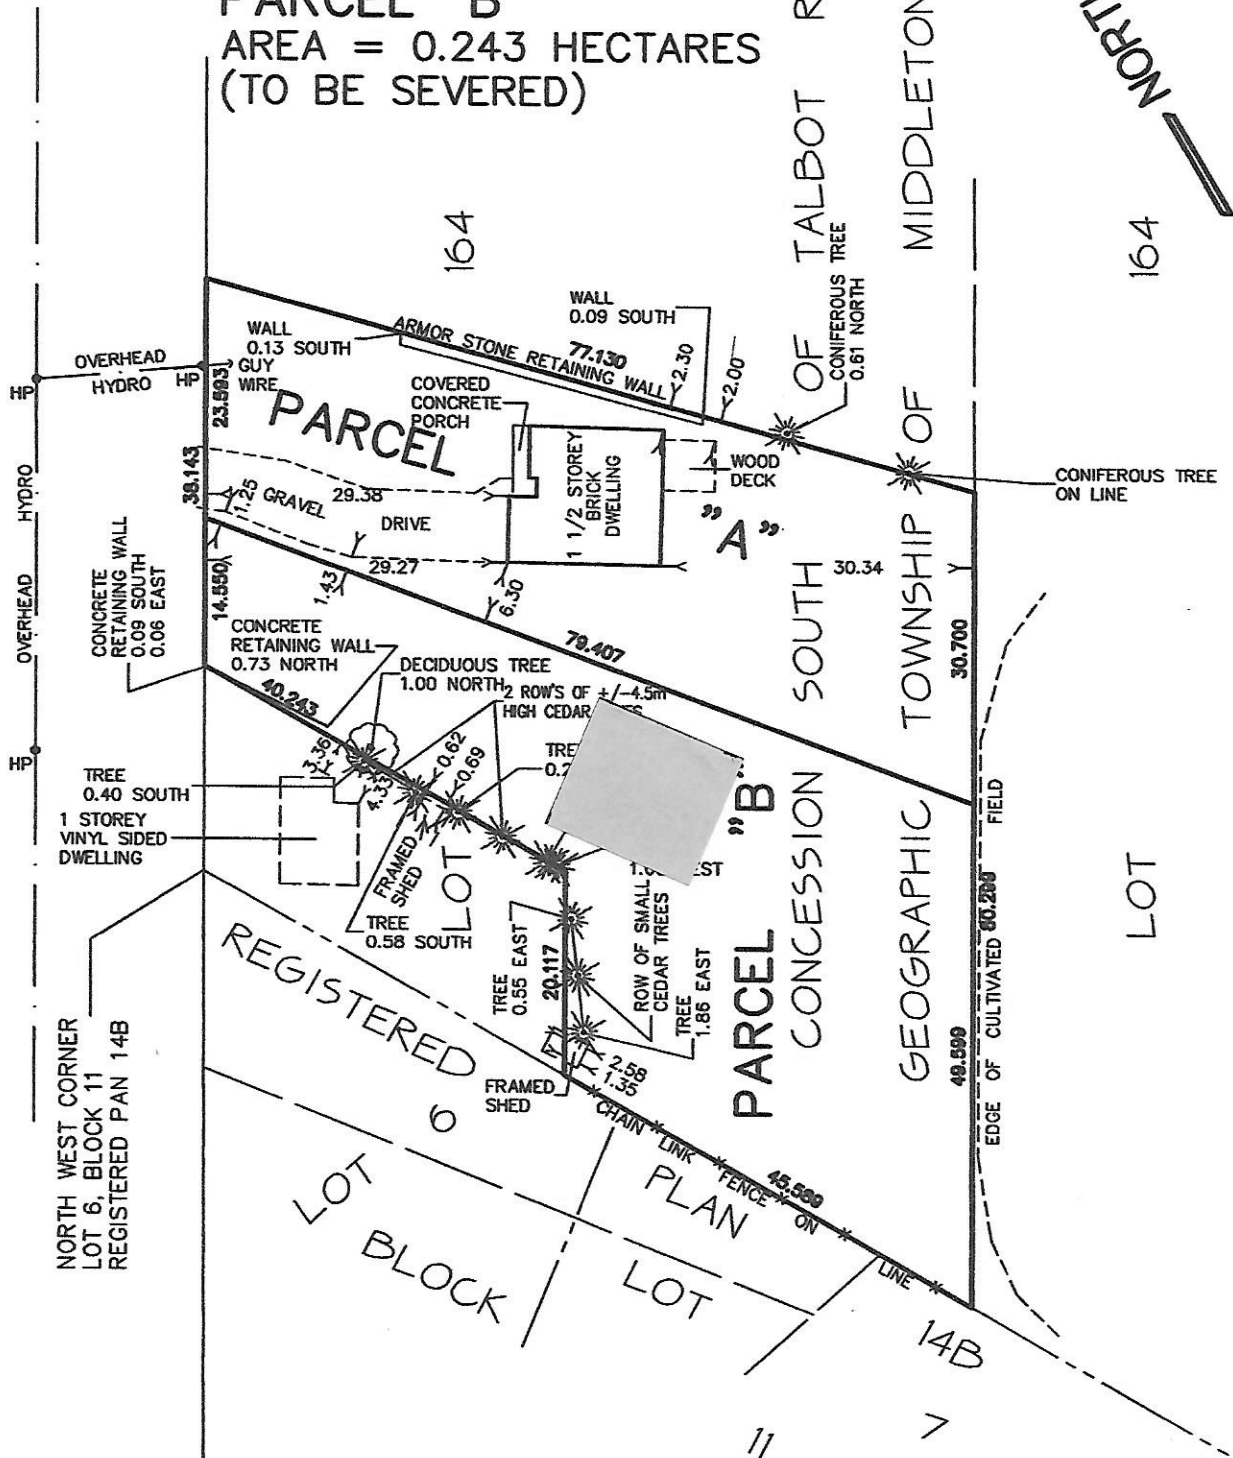 PARCEL "B"
AREA = 0.243 HECTARES
(TO BE SEVERED)
NORTH
164
OF TALBOT R
MIDDLETON
164
WALL
0.09 SOUTH
CONIFEROUS TREE
0.61 NORTH
WALL
0.13 SOUTH
ARMOR STONE RETAINING WALL
77.130
2.30
2.00
OVERHEAD
HYDRO
HP
HP
GUY
WIRE
23.593
38.143
PARCEL
COVERED
CONCRETE
PORCH
1 1/2 STOREY
BRICK
DWELLING
WOOD
DECK
"A"
CONIFEROUS TREE
ON LINE
OVERHEAD HYDRO
1.25
GRAVEL
29.38
DRIVE
29.27
30.34
CONCRETE
RETAINING WALL
0.09 SOUTH
0.06 EAST
14.550
1.43
6.30
79.407
30.700
SOUTH
TOWNSHIP OF
CONCRETE
RETAINING WALL
0.73 NORTH
40.243
DECIDUOUS TREE
1.00 NORTH
2 ROW'S OF +/-4.5m
HIGH CEDAR
HP
3.36
4.33
0.62
0.69
TREE
0.40 SOUTH
1 STOREY
VINYL SIDED
DWELLING
FRAMED
SHED
LOT
TREE
0.58 SOUTH
"B"
CONCESSION
GEOGRAPHIC
FIELD
LOT
REGISTERED
TREE
0.55 EAST
20.117
ROW OF SMALL
CEDAR TREES
TREE
1.86 EAST
PARCEL
49.599
EDGE OF CULTIVATED
NORTH WEST CORNER
LOT 6, BLOCK 11
REGISTERED PAN 14B
FRAMED
SHED
2.58
1.35
6
CHAIN LINK FENCE ON LINE
45.589
LOT
PLAN
BLOCK
LOT
14B
11
7